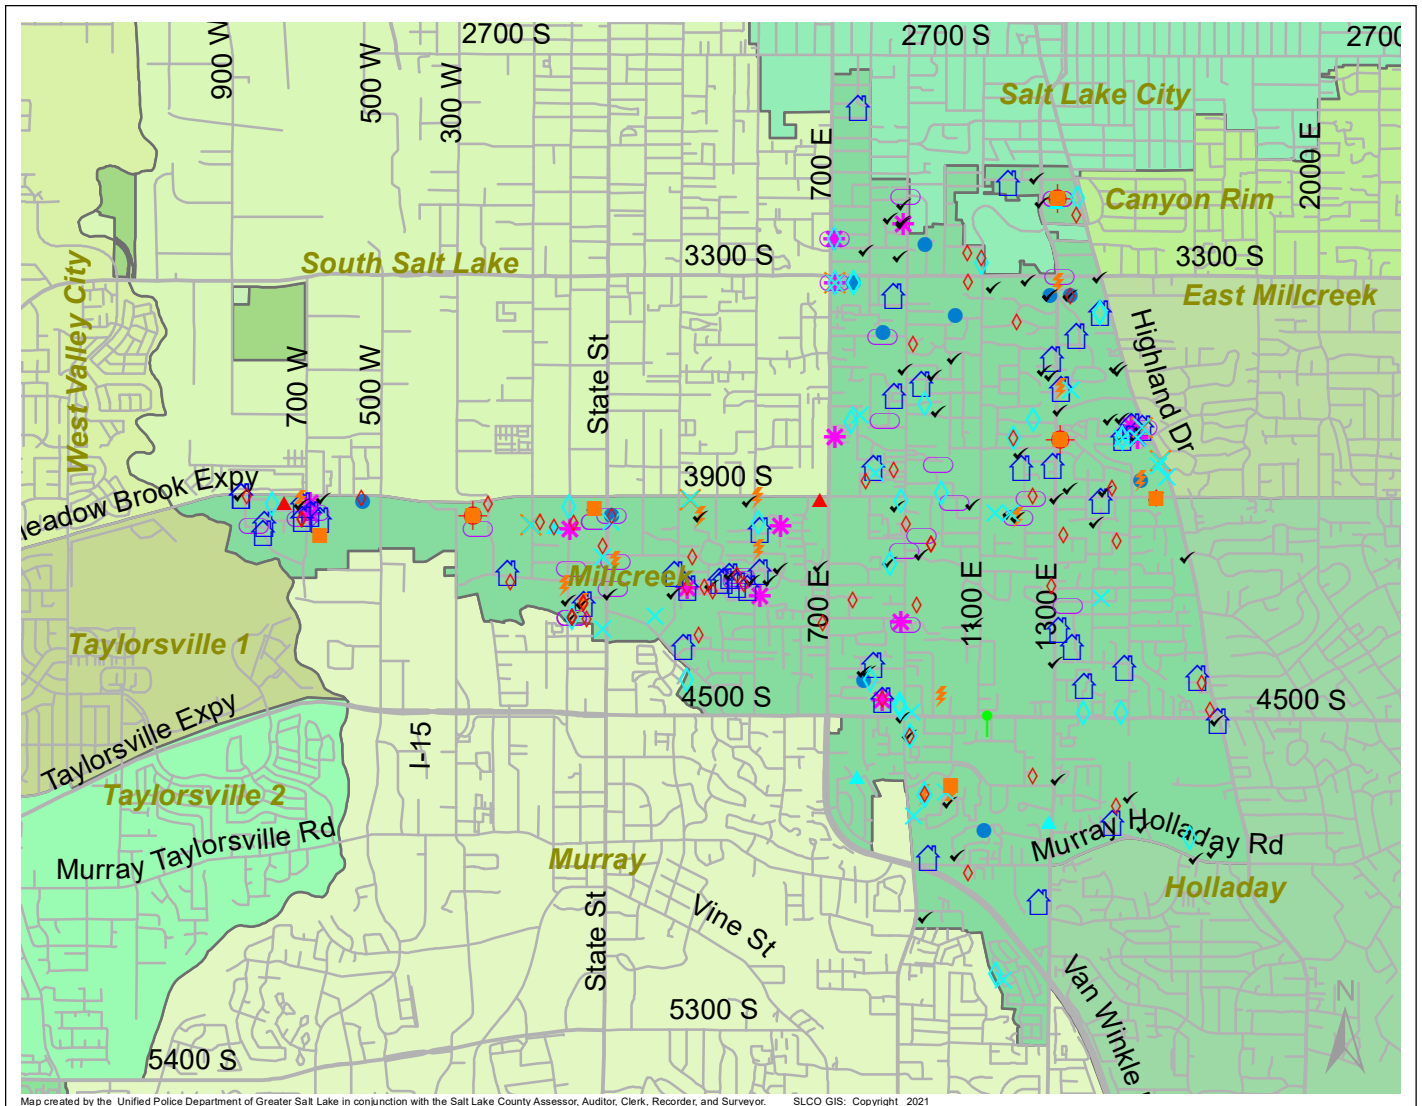 2700 S
2700 S
2700
900 W
500 W
300 W
Salt Lake City
700 E
2000 E
Canyon Rim
South Salt Lake
3300 S
3300 S
West Valley City
East Millcreek
Highland Dr
700 W
500 W
State St
3900 S
Meadow Brook Expy
Millcreek
700 E
1100 E
1300 E
Taylorsville 1
4500 S
4500 S
Taylorsville Expy
I-15
Taylorsville 2
Murray Taylorsville Rd
Murray Holladay Rd
Murray
Holladay
State St
Vine St
Van Winkle
N
5300 S
5400 S
Map created by the Unified Police Department of Greater Salt Lake in conjunction with the Salt Lake County Assessor, Auditor, Clerk, Recorder, and Surveyor. SLCO GIS: Copyright 2021